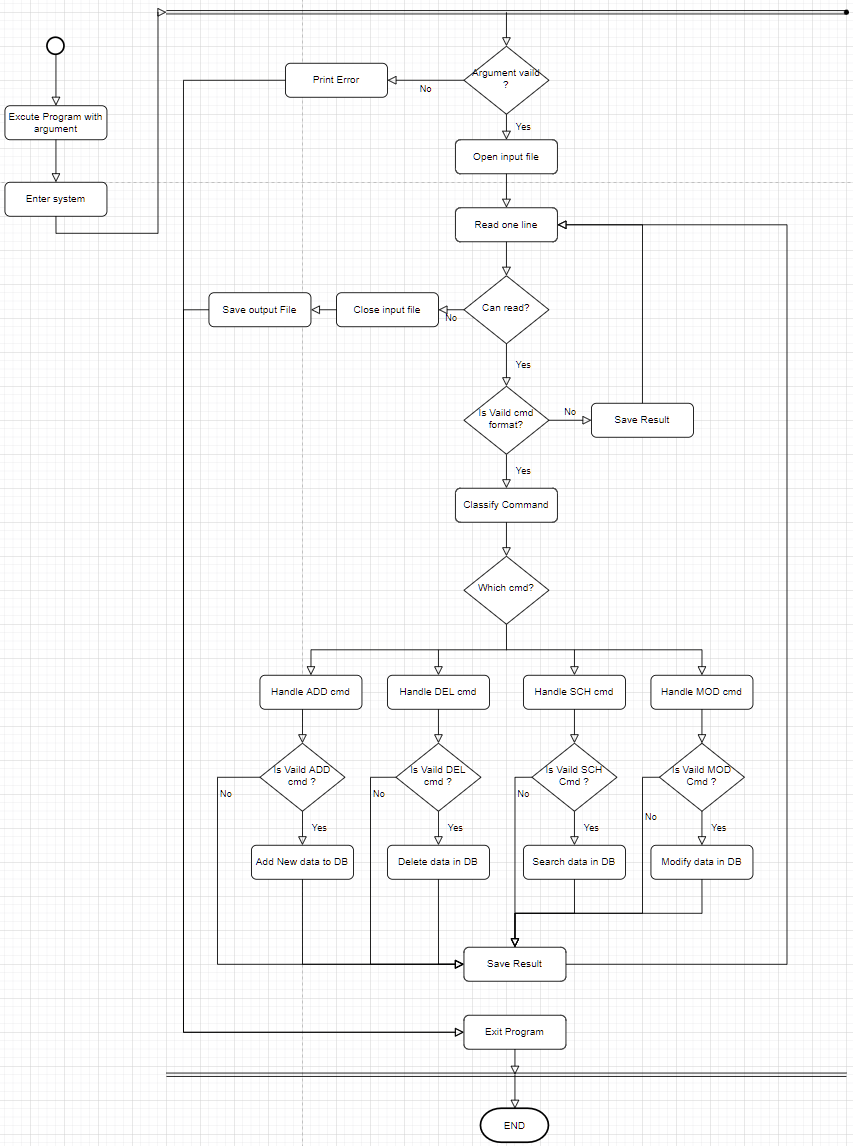 Excute Program with
argument
Enter system
Argument vaild
?
No
Print Error
Yes
Open input file
Read one line
Can read?
No
Close input file
Save output File
Yes
Is Vaild cmd
format?
No
Save Result
Yes
Classify Command
Which cmd?
Handle ADD cmd
Handle DEL cmd
Handle SCH cmd
Handle MOD cmd
Is Vaild ADD
cmd ?
Is Vaild DEL
cmd ?
Is Vaild SCH
Cmd ?
Is Vaild MOD
Cmd ?
No
No
No
No
Yes
Yes
Yes
Yes
Add New data to DB
Delete data in DB
Search data in DB
Modify data in DB
Save Result
Exit Program
END